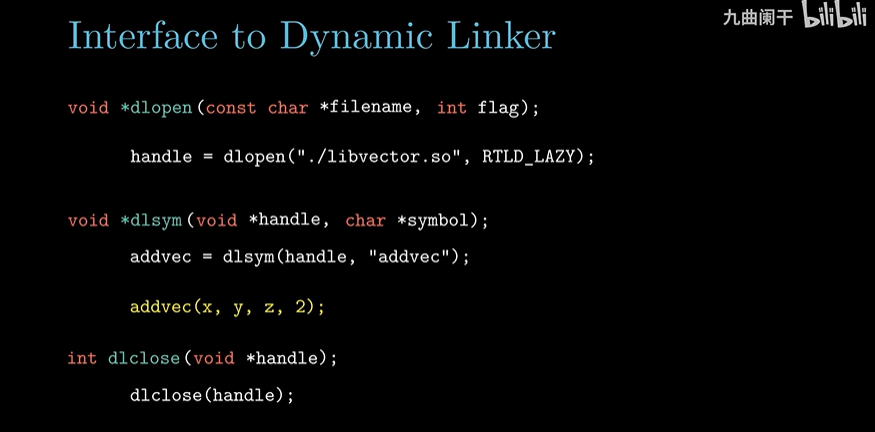 九曲阑干 bilibili
Interface to Dynamic Linker
void *dlopen(const char *filename, int flag);
handle = dlopen("./libvector.so", RTLD_LAZY);
void *dlsym(void *handle, char *symbol);
addvec = dlsym(handle, "addvec");
addvec(x, y, z, 2);
int dlclose(void *handle);
dlclose(handle);